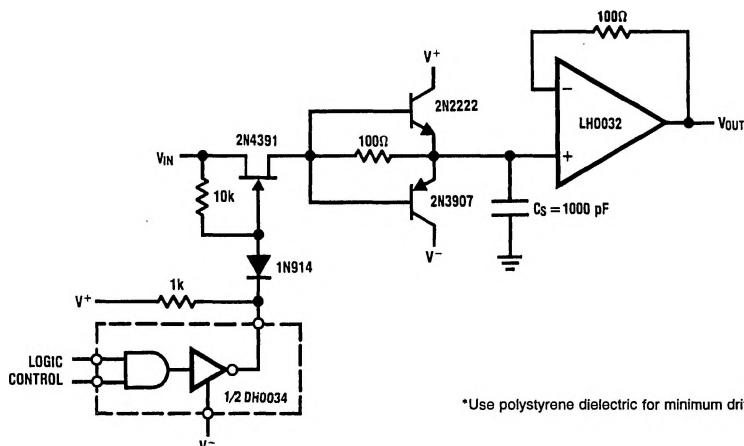 100Ω
V⁺
2N2222
LH0032
VOUT
2N4391
100Ω
VIN
10k
2N3907
CS = 1000 pF
V⁻
1N914
1k
V⁺
LOGIC
CONTROL
1/2 DH0034
V⁻
*Use polystyrene dielectric for minimum